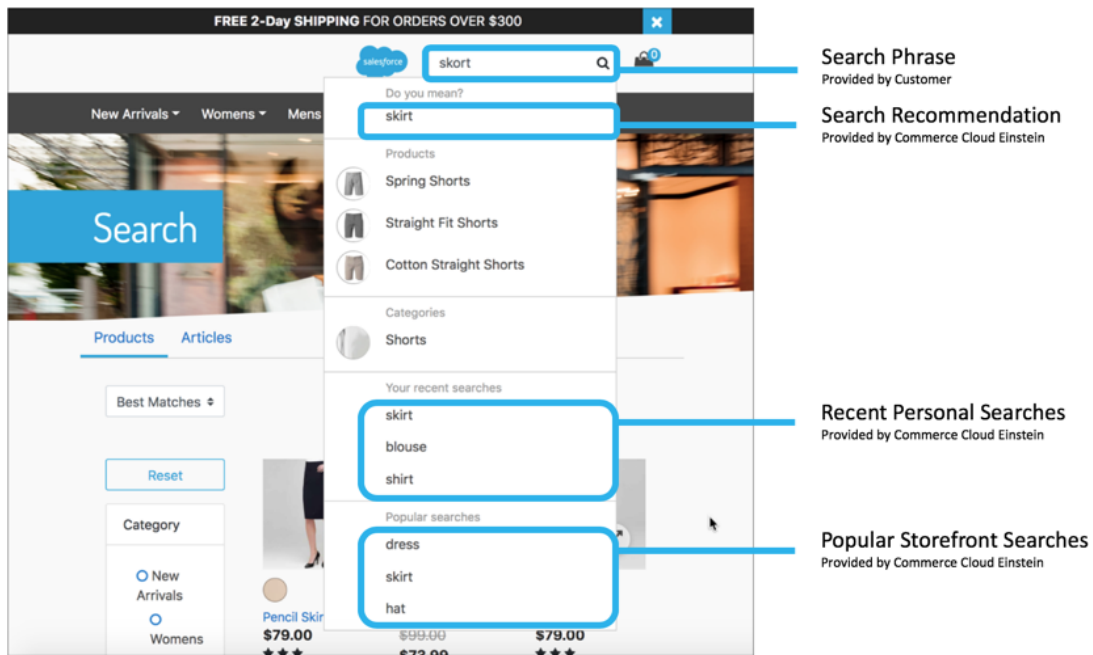 FREE 2-Day SHIPPING FOR ORDERS OVER $300
salesforce
skort
0
Search Phrase
Provided by Customer
Do you mean?
skirt
Search Recommendation
Provided by Commerce Cloud Einstein
New Arrivals
Womens
Mens
Products
Spring Shorts
Straight Fit Shorts
Cotton Straight Shorts
Search
Categories
Shorts
Products
Articles
Your recent searches
skirt
blouse
shirt
Recent Personal Searches
Provided by Commerce Cloud Einstein
Best Matches
Reset
Category
New
Arrivals
Womens
Popular searches
dress
skirt
hat
Popular Storefront Searches
Provided by Commerce Cloud Einstein
Pencil Skir
$79.00
$99.00
$79.00